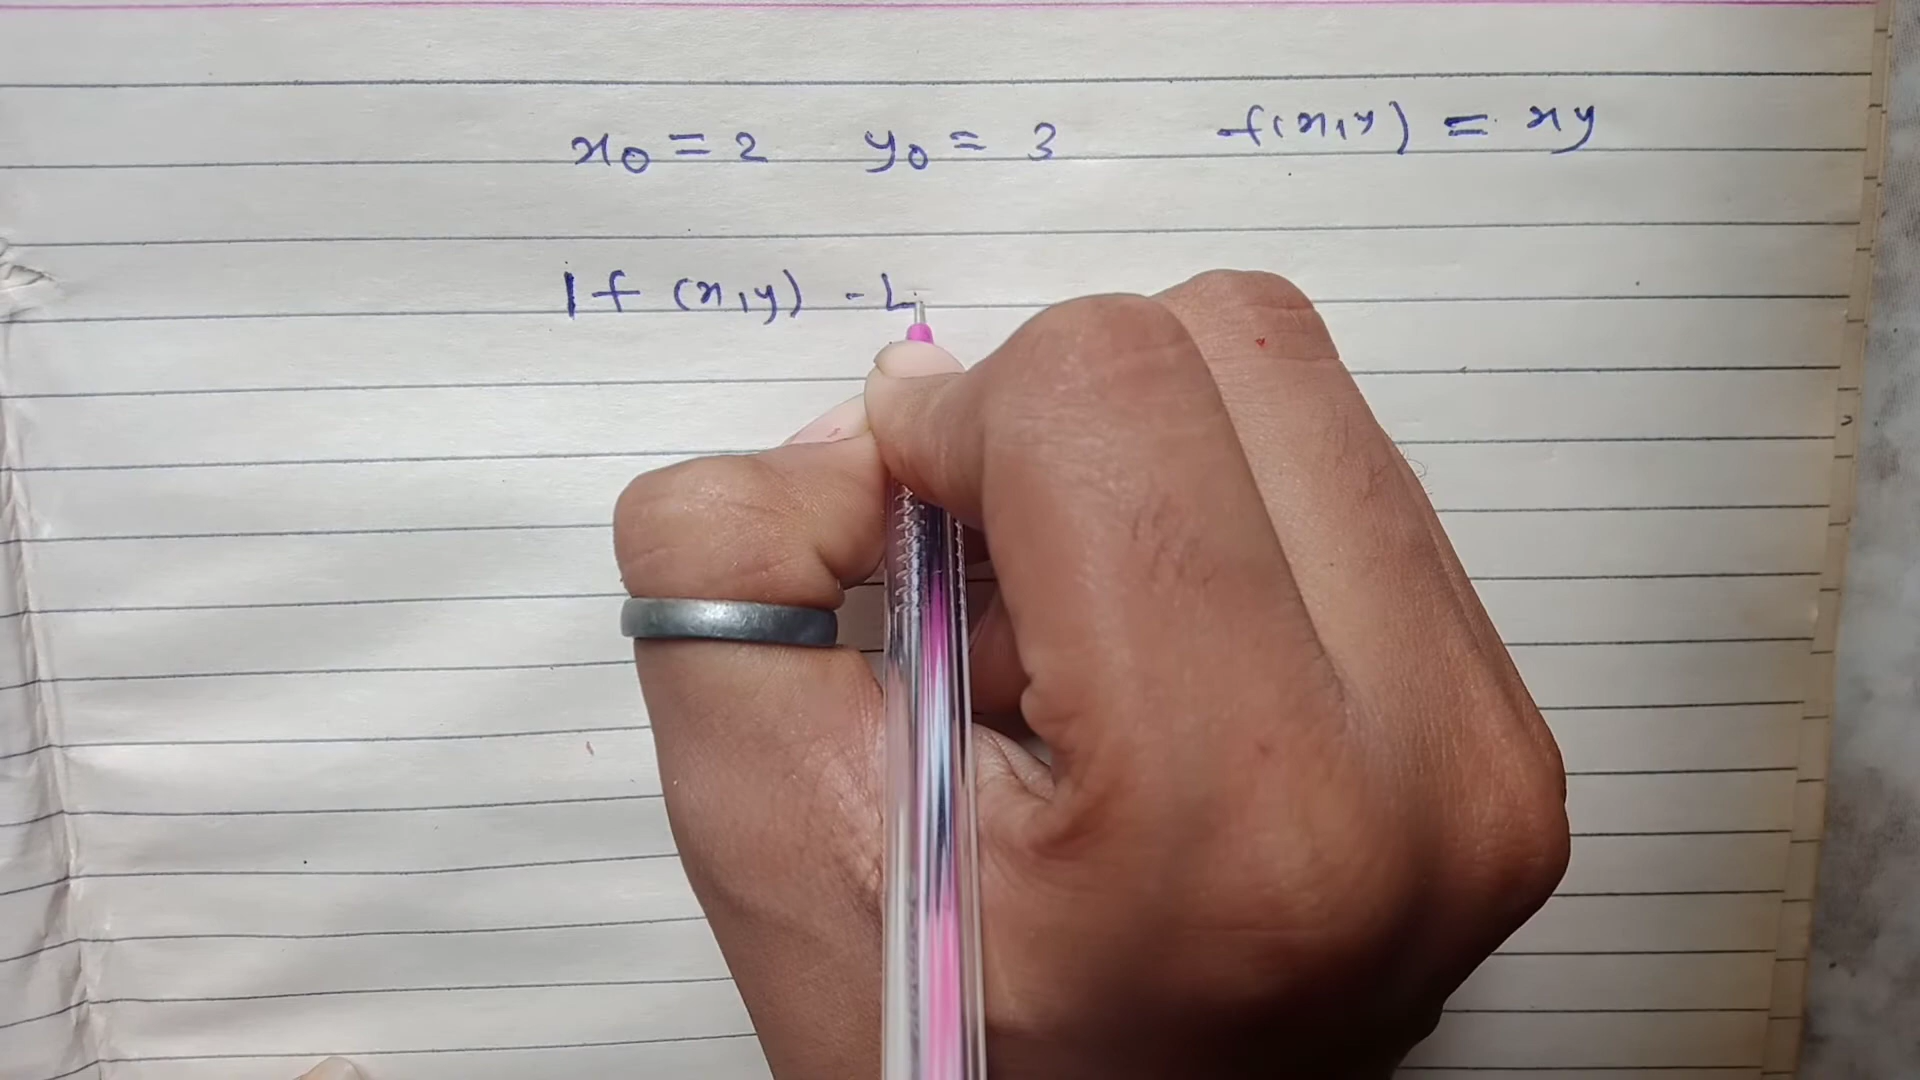 x₀ = 2 y₀ = 3 f(x,y) = xy
|f(x,y) - L